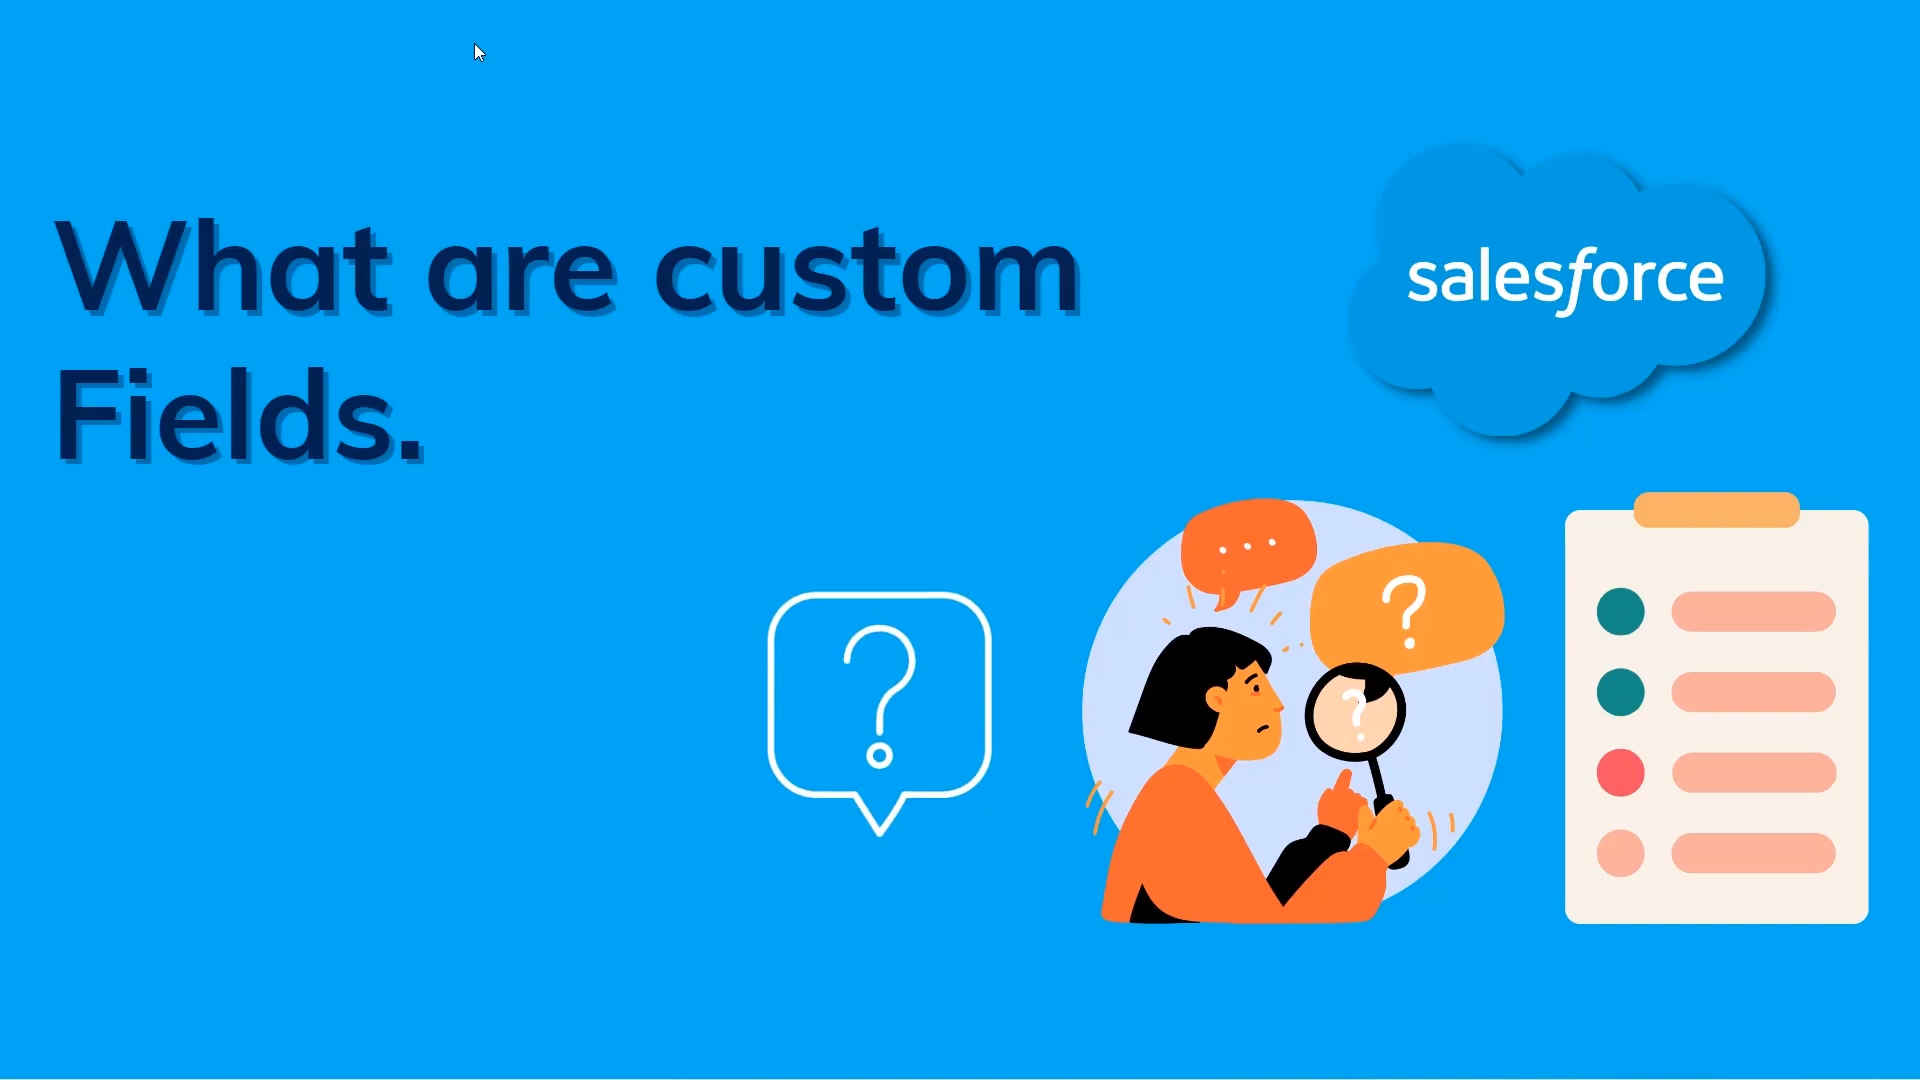 What are custom
Fields.
salesforce
?
?
?